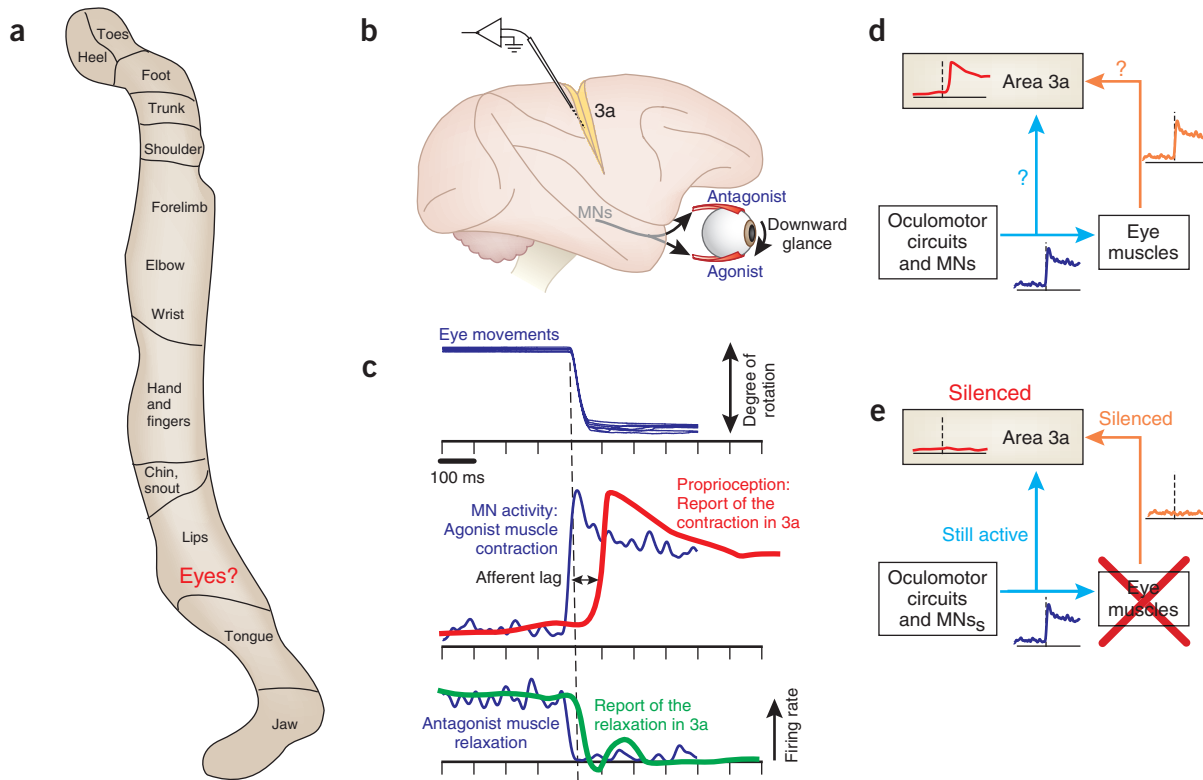 a
Toes
Heel
Foot
Trunk
Shoulder
Forelimb
Elbow
Wrist
Hand
and
fingers
Chin,
snout
Lips
Eyes?
Tongue
Jaw
b
3a
MNs
Antagonist
Downward
glance
Agonist
c
Eye movements
Degree of
rotation
100 ms
MN activity:
Agonist muscle
contraction
Proprioception:
Report of the
contraction in 3a
Afferent lag
Antagonist muscle
relaxation
Report of the
relaxation in 3a
Firing rate
d
Area 3a
?
?
Oculomotor
circuits
and MNs
Eye
muscles
e
Silenced
Area 3a
Silenced
Still active
Oculomotor
circuits
and MNss
Eye
muscles